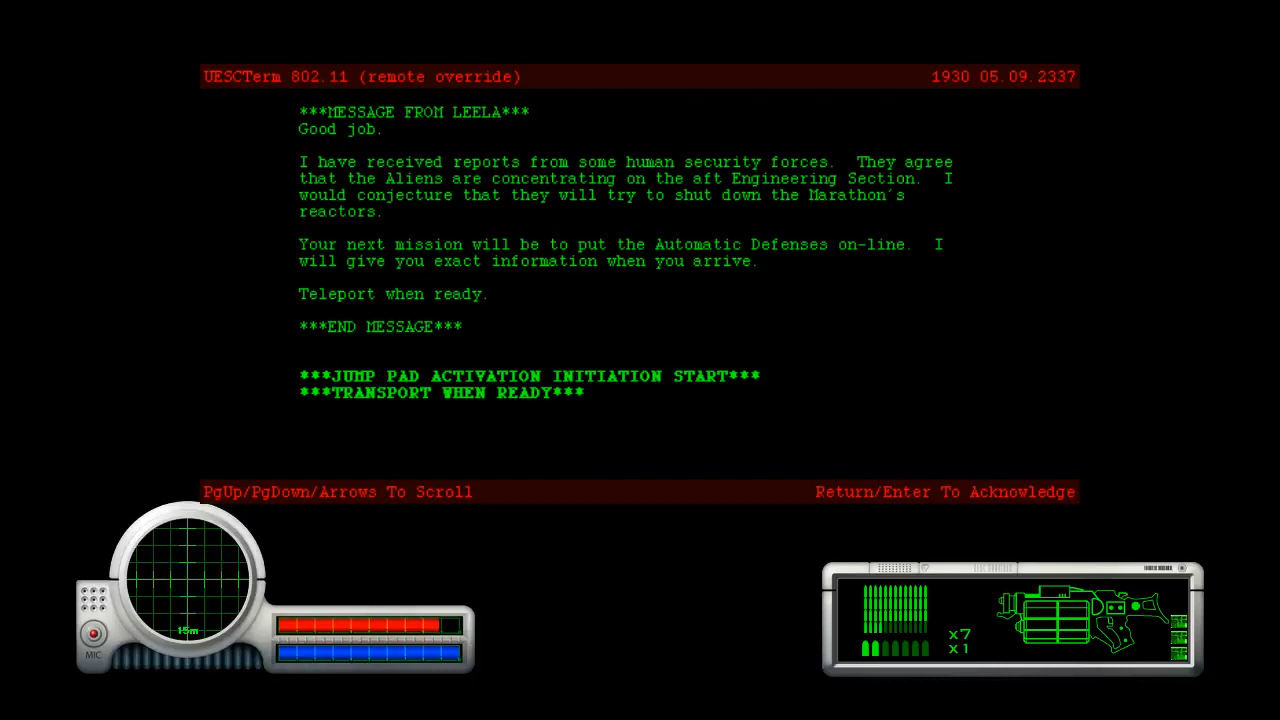 UESCTerm 802.11 (remote override) 1930 05.09.2337
***MESSAGE FROM LEELA***
Good job.
I have received reports from some human security forces.  They agree
that the Aliens are concentrating on the aft Engineering Section.  I
would conjecture that they will try to shut down the Marathon's
reactors.
Your next mission will be to put the Automatic Defenses on-line.  I
will give you exact information when you arrive.
Teleport when ready.
***END MESSAGE***
***JUMP PAD ACTIVATION INITIATION START***
***TRANSPORT WHEN READY***
PgUp/PgDown/Arrows To Scroll Return/Enter To Acknowledge
15m
MIC
x7
x1